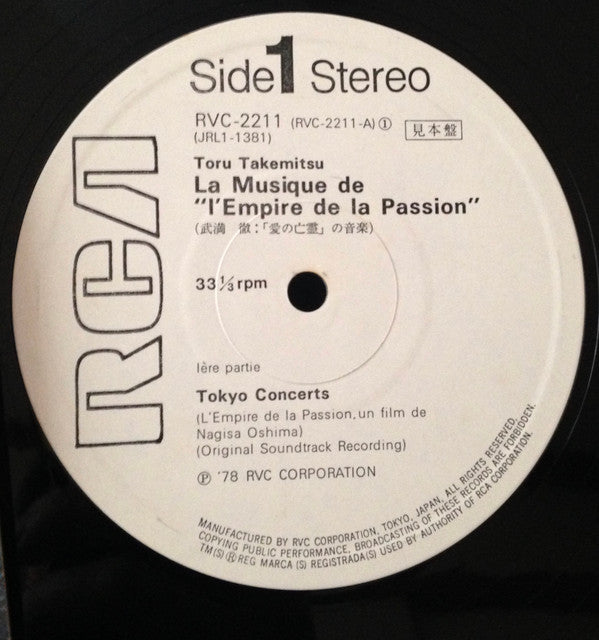 Side 1 Stereo
RVC-2211 (RVC-2211-A) ①
(JRL1-1381)
見本盤
Toru Takemitsu
La Musique de
"l'Empire de la Passion"
(武満 徹:「愛の亡霊」の音楽)
RCA
33 1/3 rpm
1ère partie
Tokyo Concerts
(L'Empire de la Passion, un film de
Nagisa Oshima)
(Original Soundtrack Recording)
Ⓟ '78 RVC CORPORATION
MANUFACTURED BY RVC CORPORATION, TOKYO, JAPAN, ALL RIGHTS RESERVED,
COPYING PUBLIC PERFORMANCE, BROADCASTING OF THESE RECORDS ARE FORBIDDEN.
TM(S) ® REG MARCA (S) REGISTRADA(S) USED BY AUTHORITY OF RCA CORPORATION.